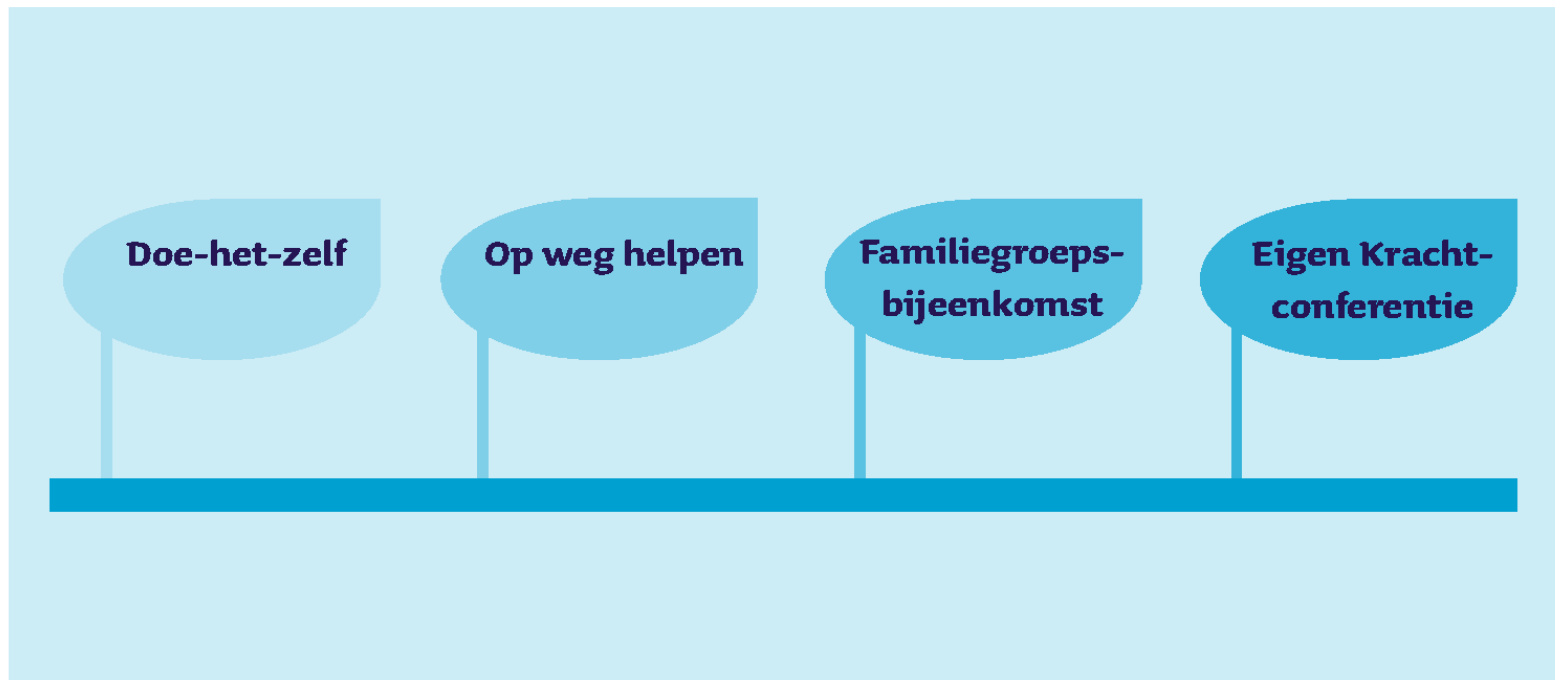 Doe-het-zelf
Op weg helpen
Familiegroeps-
bijeenkomst
Eigen Kracht-
conferentie